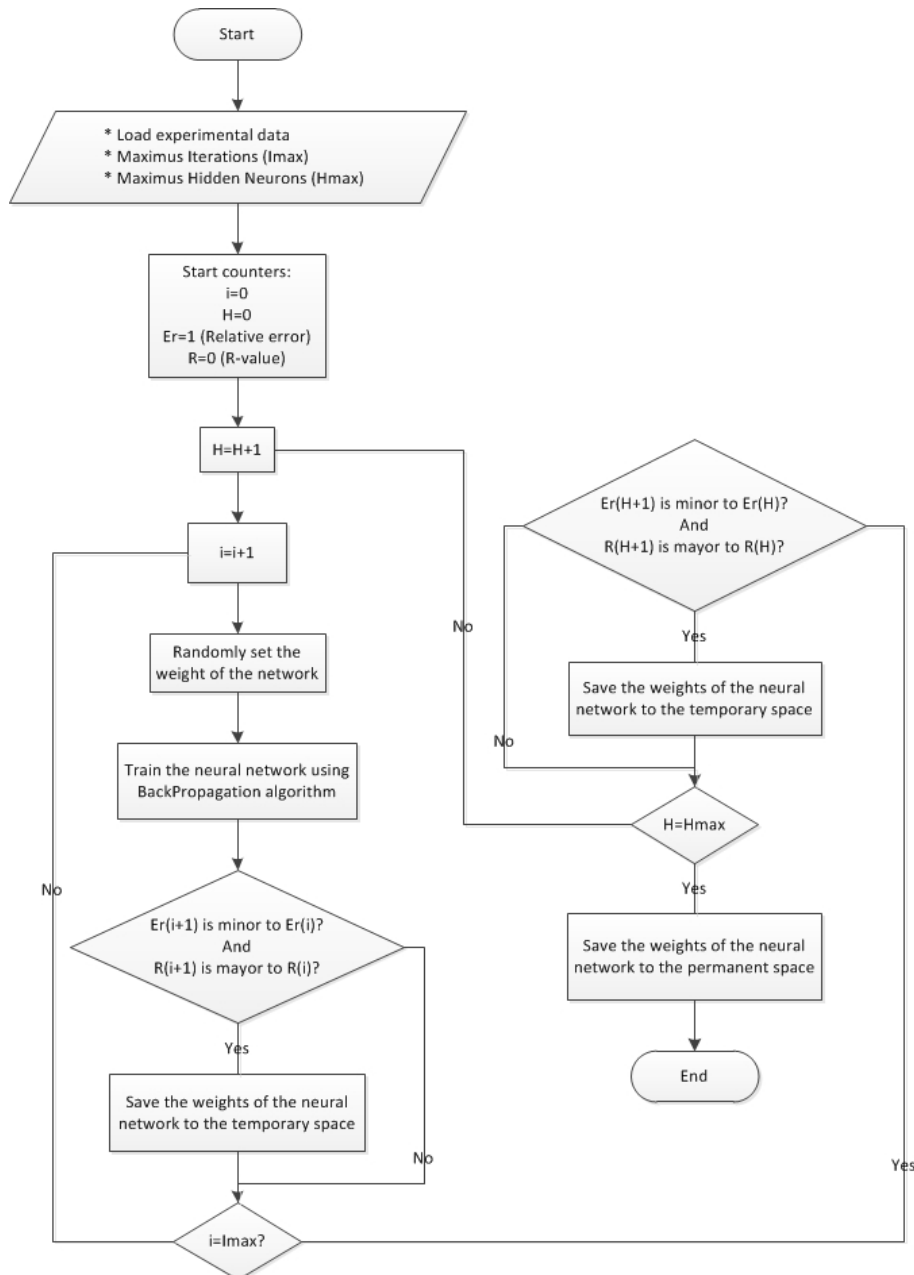 Start
* Load experimental data
* Maximus Iterations (Imax)
* Maximus Hidden Neurons (Hmax)
Start counters:
i=0
H=0
Er=1 (Relative error)
R=0 (R-value)
H=H+1
i=i+1
Randomly set the
weight of the network
Train the neural network using
BackPropagation algorithm
No
Er(i+1) is minor to Er(i)?
And
R(i+1) is mayor to R(i)?
Yes
Save the weights of the neural
network to the temporary space
No
i=Imax?
Yes
Er(H+1) is minor to Er(H)?
And
R(H+1) is mayor to R(H)?
Yes
No
Save the weights of the neural
network to the temporary space
No
H=Hmax
Yes
Save the weights of the neural
network to the permanent space
End